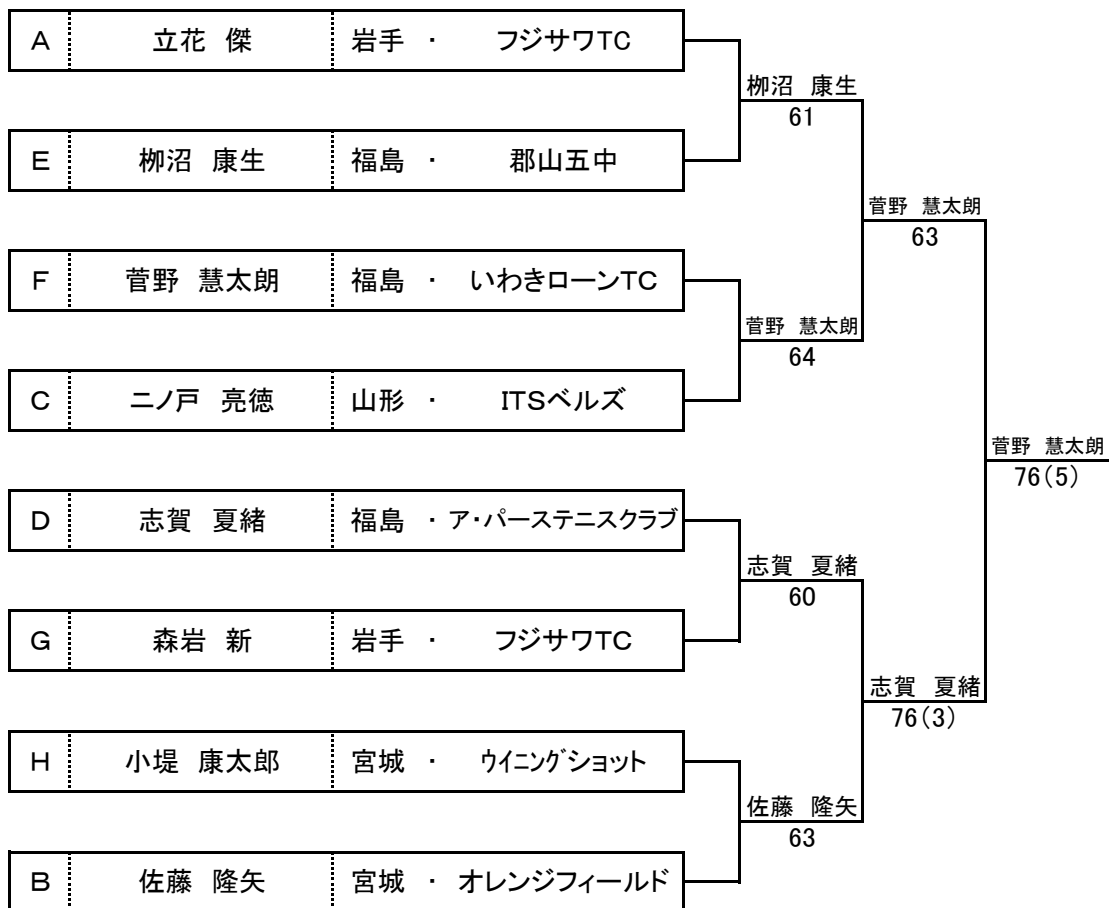 A 立花 傑 岩手 ・ フジサワTC
栁沼 康生
61
E 栁沼 康生 福島 ・ 郡山五中
菅野 慧太朗
63
F 菅野 慧太朗 福島 ・ いわきローンTC
菅野 慧太朗
64
C 二ノ戸 亮徳 山形 ・ ITSベルズ
菅野 慧太朗
76(5)
D 志賀 夏緒 福島 ・ ア・パーステニスクラブ
志賀 夏緒
60
G 森岩 新 岩手 ・ フジサワTC
志賀 夏緒
76(3)
H 小堤 康太郎 宮城 ・ ウイニングショット
佐藤 隆矢
63
B 佐藤 隆矢 宮城 ・ オレンジフィールド